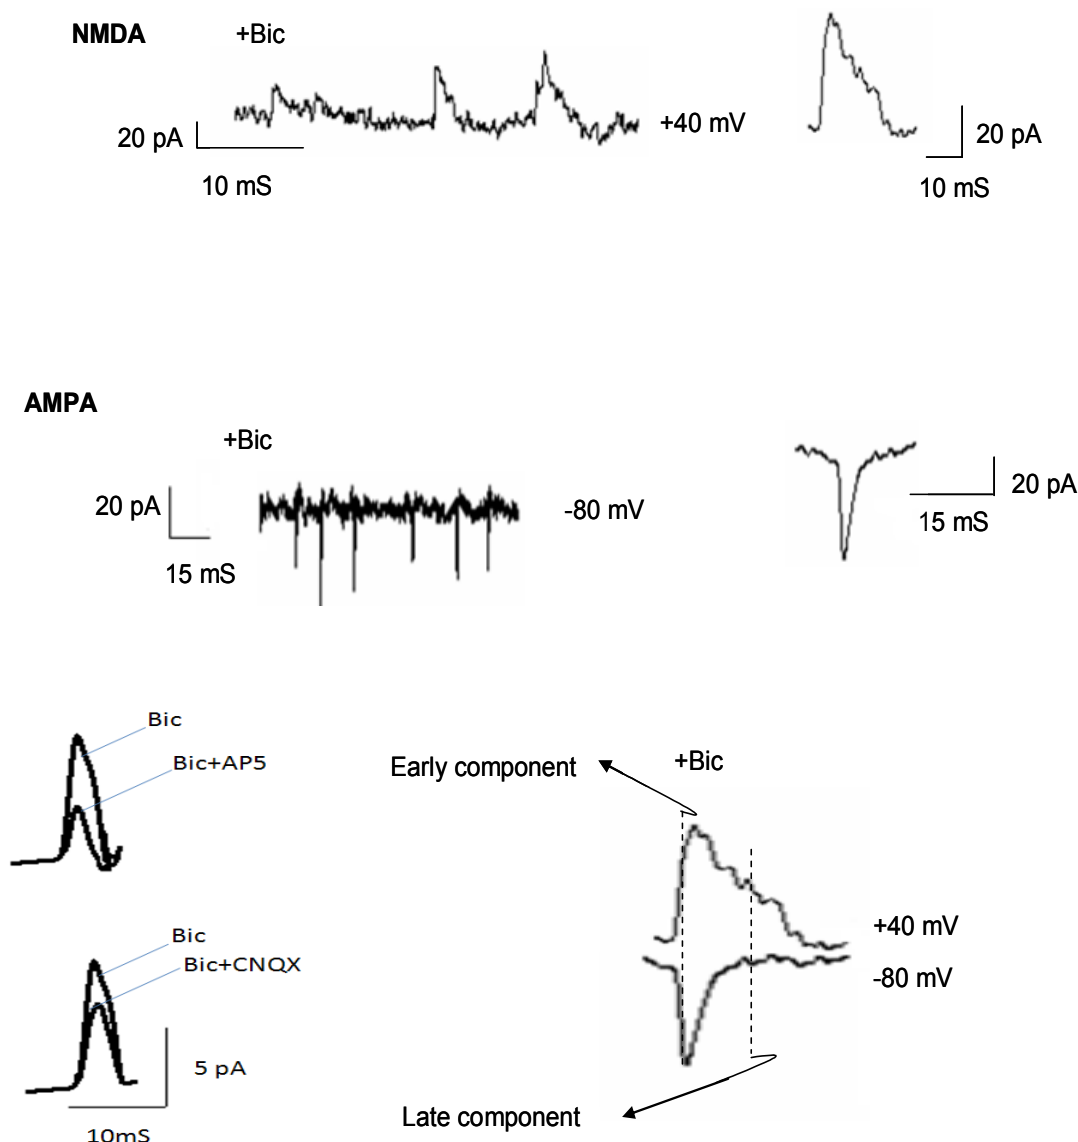 NMDA
+Bic
20 pA
10 mS
+40 mV
20 pA
10 mS
AMPA
+Bic
20 pA
15 mS
-80 mV
20 pA
15 mS
Bic
Bic+AP5
Bic
Bic+CNQX
5 pA
10mS
Early component
+Bic
+40 mV
-80 mV
Late component